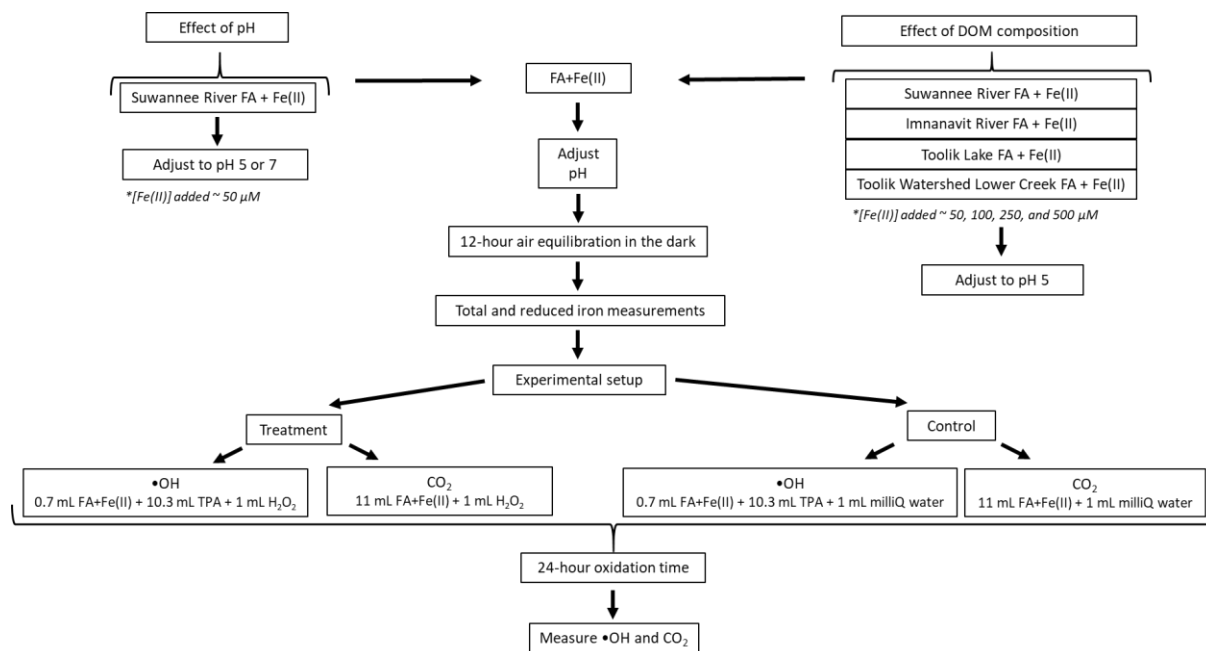 Effect of pH
Suwannee River FA + Fe(II)
Adjust to pH 5 or 7
*[Fe(II)] added ~ 50 µM
FA+Fe(II)
Adjust
pH
Effect of DOM composition
Suwannee River FA + Fe(II)
Imnanavit River FA + Fe(II)
Toolik Lake FA + Fe(II)
Toolik Watershed Lower Creek FA + Fe(II)
*[Fe(II)] added ~ 50, 100, 250, and 500 µM
Adjust to pH 5
12-hour air equilibration in the dark
Total and reduced iron measurements
Experimental setup
Treatment
Control
•OH
0.7 mL FA+Fe(II) + 10.3 mL TPA + 1 mL H₂O₂
CO₂
11 mL FA+Fe(II) + 1 mL H₂O₂
•OH
0.7 mL FA+Fe(II) + 10.3 mL TPA + 1 mL milliQ water
CO₂
11 mL FA+Fe(II) + 1 mL milliQ water
24-hour oxidation time
Measure •OH and CO₂